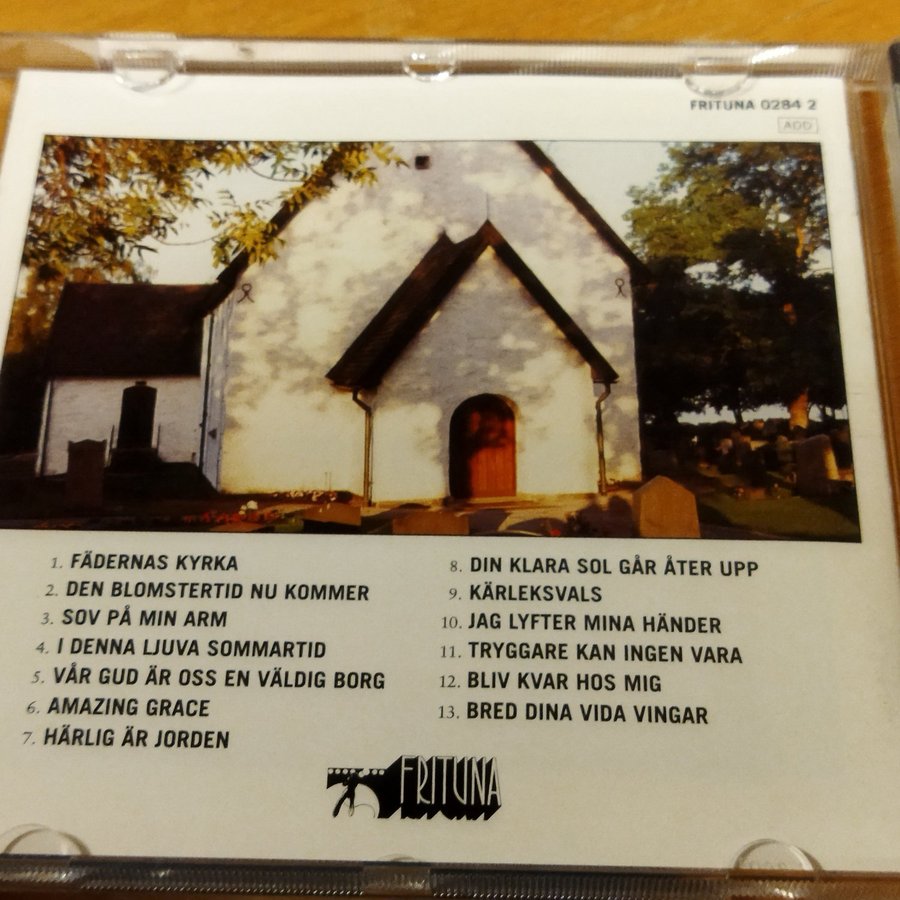 FRITUNA 0284 2
ADD
1. FÄDERNAS KYRKA
2. DEN BLOMSTERTID NU KOMMER
3. SOV PÅ MIN ARM
4. I DENNA LJUVA SOMMARTID
5. VÅR GUD ÄR OSS EN VÄLDIG BORG
6. AMAZING GRACE
7. HÄRLIG ÄR JORDEN
8. DIN KLARA SOL GÅR ÅTER UPP
9. KÄRLEKSVALS
10. JAG LYFTER MINA HÄNDER
11. TRYGGARE KAN INGEN VARA
12. BLIV KVAR HOS MIG
13. BRED DINA VIDA VINGAR
FRITUNA